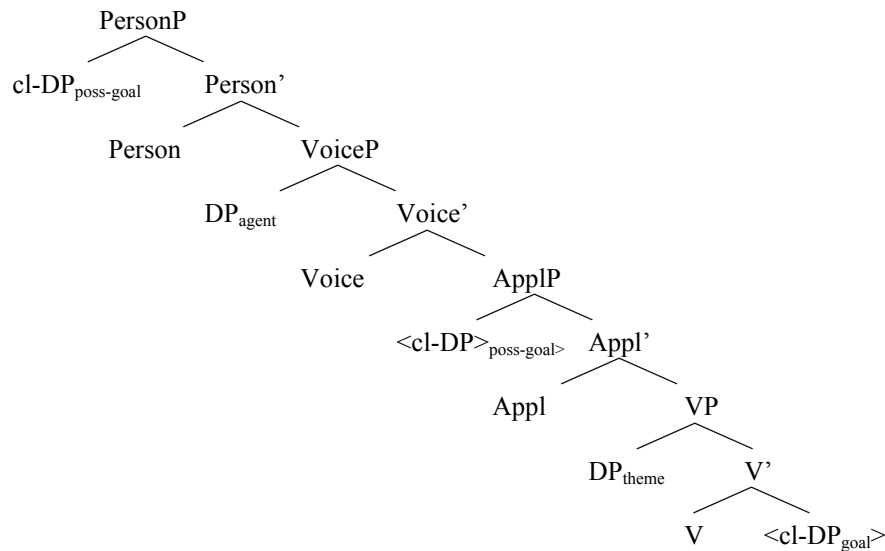 PersonP
cl-DPposs-goal Person’
Person VoiceP
DPagent Voice’
Voice ApplP
<cl-DP>poss-goal> Appl’
Appl VP
DPtheme V’
V <cl-DPgoal>